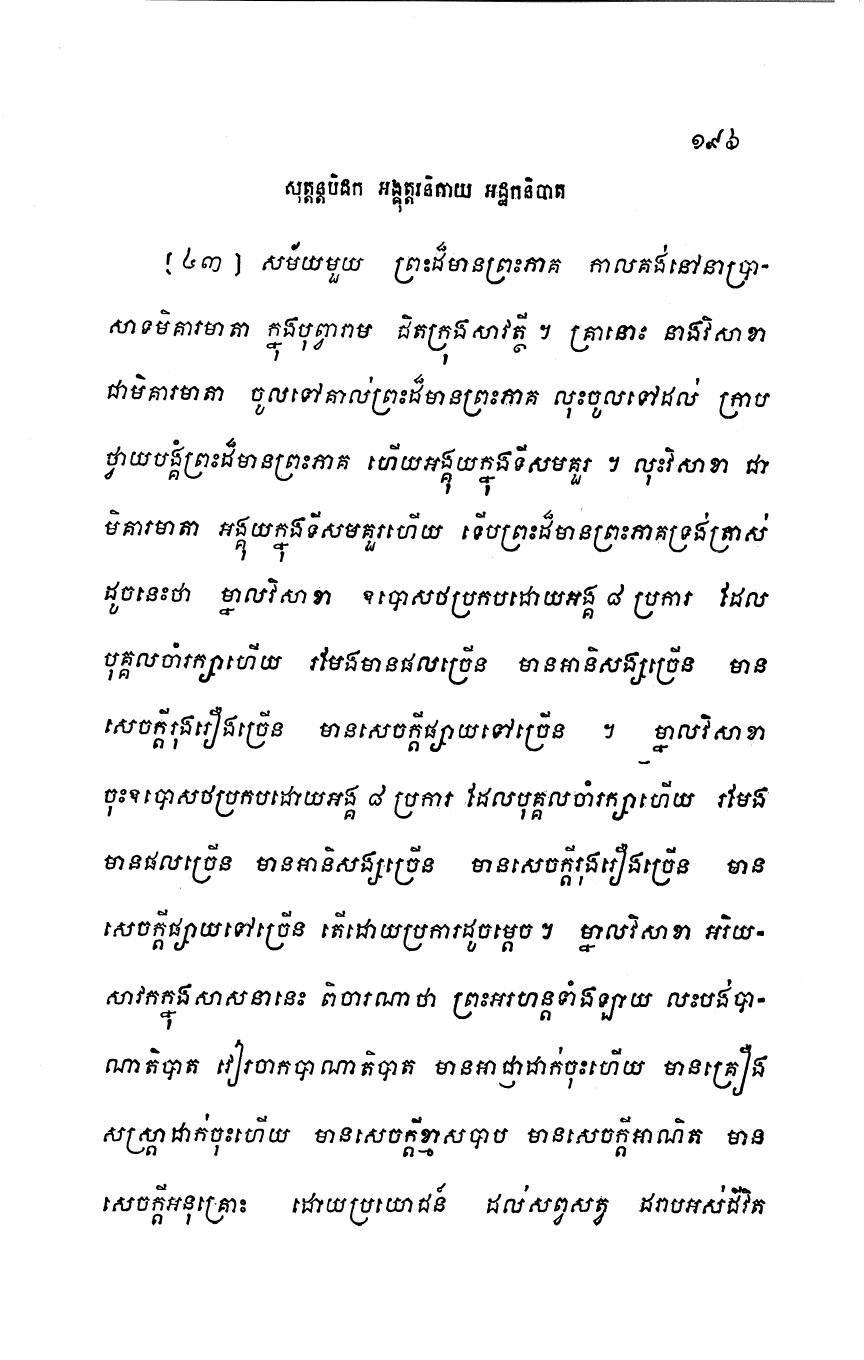 ១៩៦
សុត្តន្តបិដក អង្គុត្តរនិកាយ អដ្ឋកនិបាត
[ ៤៣ ] សម័យមួយ ព្រះដ៏មានព្រះភាគ កាលគង់នៅនាប្រា-
សាទមិគារមាតា ក្នុងបុព្វារាម ជិតក្រុងសាវត្ថី ។ គ្រានោះ នាងវិសាខា
ជាមិគារមាតា ចូលទៅគាល់ព្រះដ៏មានព្រះភាគ លុះចូលទៅដល់ ក្រាប
ថ្វាយបង្គំព្រះដ៏មានព្រះភាគ ហើយអង្គុយក្នុងទីសមគួរ ។ លុះវិសាខា ជា
មិគារមាតា អង្គុយក្នុងទីសមគួរហើយ ទើបព្រះដ៏មានព្រះភាគទ្រង់ត្រាស់
ដូចនេះថា ម្នាលវិសាខា ឧបោសថប្រកបដោយអង្គ ៨ ប្រការ ដែល
បុគ្គលចាំរក្សាហើយ រមែងមានផលច្រើន មានអានិសង្សច្រើន មាន
សេចក្តីរុងរឿងច្រើន មានសេចក្តីផ្សាយទៅច្រើន ។ ម្នាលវិសាខា
ចុះឧបោសថប្រកបដោយអង្គ ៨ ប្រការ ដែលបុគ្គលចាំរក្សាហើយ រមែង
មានផលច្រើន មានអានិសង្សច្រើន មានសេចក្តីរុងរឿងច្រើន មាន
សេចក្តីផ្សាយទៅច្រើន តើដោយប្រការដូចម្តេច ។ ម្នាលវិសាខា អរិយ-
សាវកក្នុងសាសនានេះ ពិចារណាថា ព្រះអរហន្តទាំងឡាយ លះបង់បា-
ណាតិបាត វៀរចាកបាណាតិបាត មានអាជ្ញាដាក់ចុះហើយ មានគ្រឿង
សស្ត្រាដាក់ចុះហើយ មានសេចក្តីខ្មាសបាប មានសេចក្តីអាណិត មាន
សេចក្តីអនុគ្រោះ ដោយប្រយោជន៍ ដល់សព្វសត្វ ដរាបអស់ជីវិត